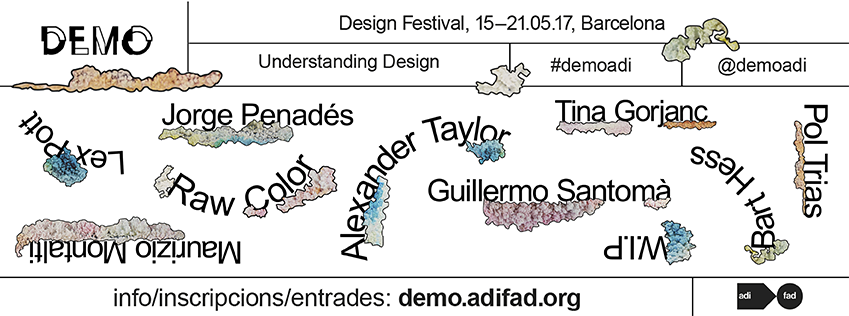 DEMO
Design Festival, 15–21.05.17, Barcelona
Understanding Design
#demoadi
@demoadi
Lex Pott
Jorge Penadés
Raw Color
Alexander Taylor
Tina Gorjanc
Pol Trias
Guillermo Santomà
Bart Hess
Maurizio Montalti
W.I.P
info/inscripcions/entrades: demo.adifad.org
adi fad